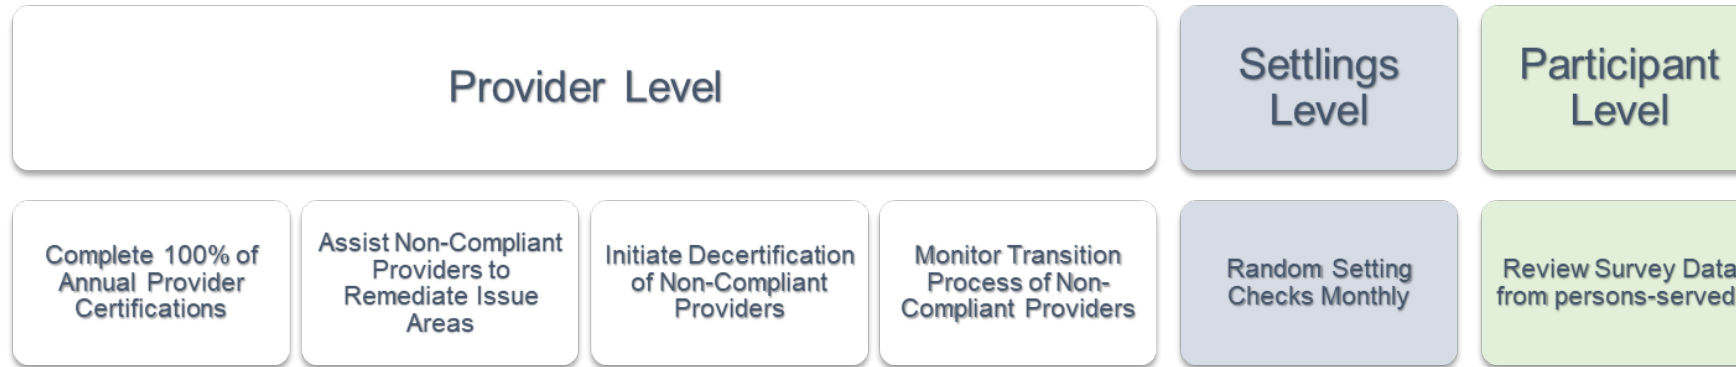 Provider Level
Settlings
Level
Participant
Level
Complete 100% of
Annual Provider
Certifications
Assist Non-Compliant
Providers to
Remediate Issue
Areas
Initiate Decertification
of Non-Compliant
Providers
Monitor Transition
Process of Non-
Compliant Providers
Random Setting
Checks Monthly
Review Survey Data
from persons-served